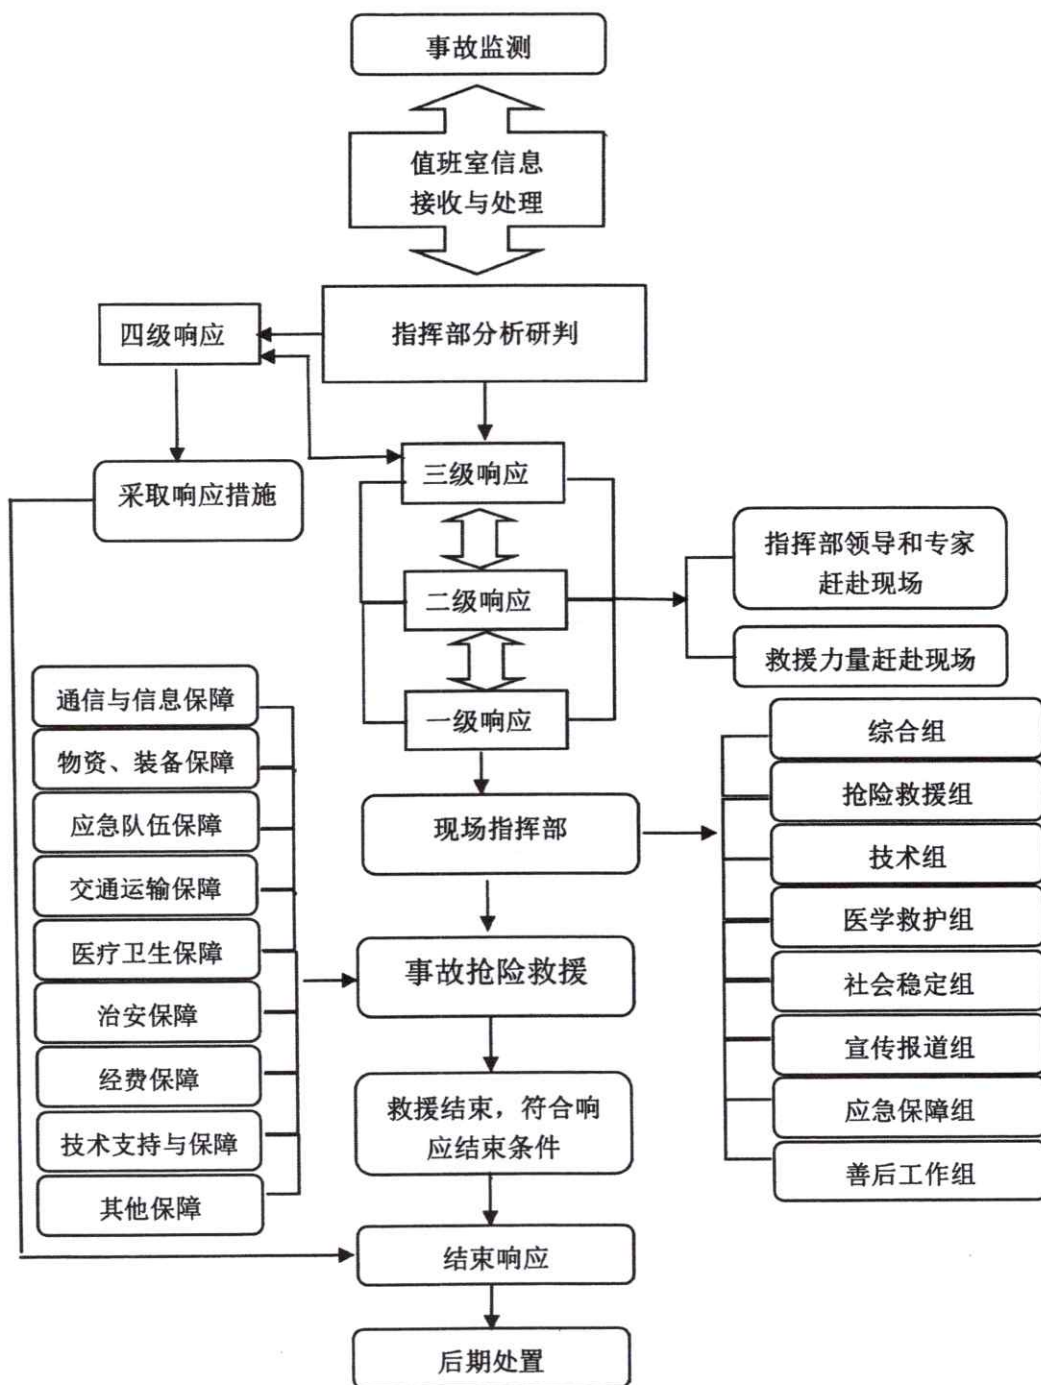 事故监测
值班室信息
接收与处理
指挥部分析研判
四级响应
三级响应
采取响应措施
指挥部领导和专家
赶赴现场
二级响应
救援力量赶赴现场
一级响应
通信与信息保障
物资、装备保障
应急队伍保障
交通运输保障
医疗卫生保障
治安保障
经费保障
技术支持与保障
其他保障
现场指挥部
综合组
抢险救援组
技术组
医学救护组
社会稳定组
宣传报道组
应急保障组
善后工作组
事故抢险救援
救援结束，符合响
应结束条件
结束响应
后期处置